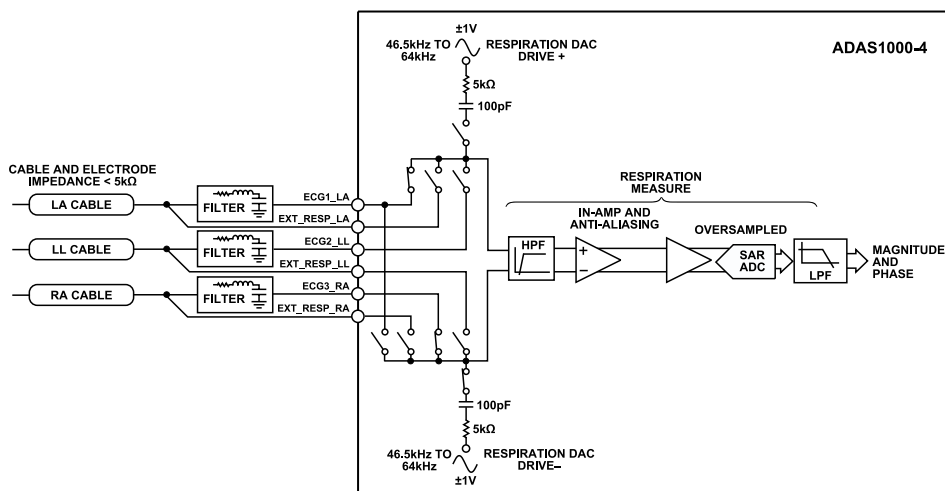 ±1V
46.5kHz TO
64kHz
RESPIRATION DAC
DRIVE +
ADAS1000-4
5kΩ
100pF
CABLE AND ELECTRODE
IMPEDANCE < 5kΩ
LA CABLE
FILTER
ECG1_LA
EXT_RESP_LA
LL CABLE
FILTER
ECG2_LL
EXT_RESP_LL
RA CABLE
FILTER
ECG3_RA
EXT_RESP_RA
RESPIRATION
MEASURE
IN-AMP AND
ANTI-ALIASING
OVERSAMPLED
HPF
+
–
SAR
ADC
LPF
MAGNITUDE
AND
PHASE
100pF
5kΩ
46.5kHz TO
64kHz
±1V
RESPIRATION DAC
DRIVE–